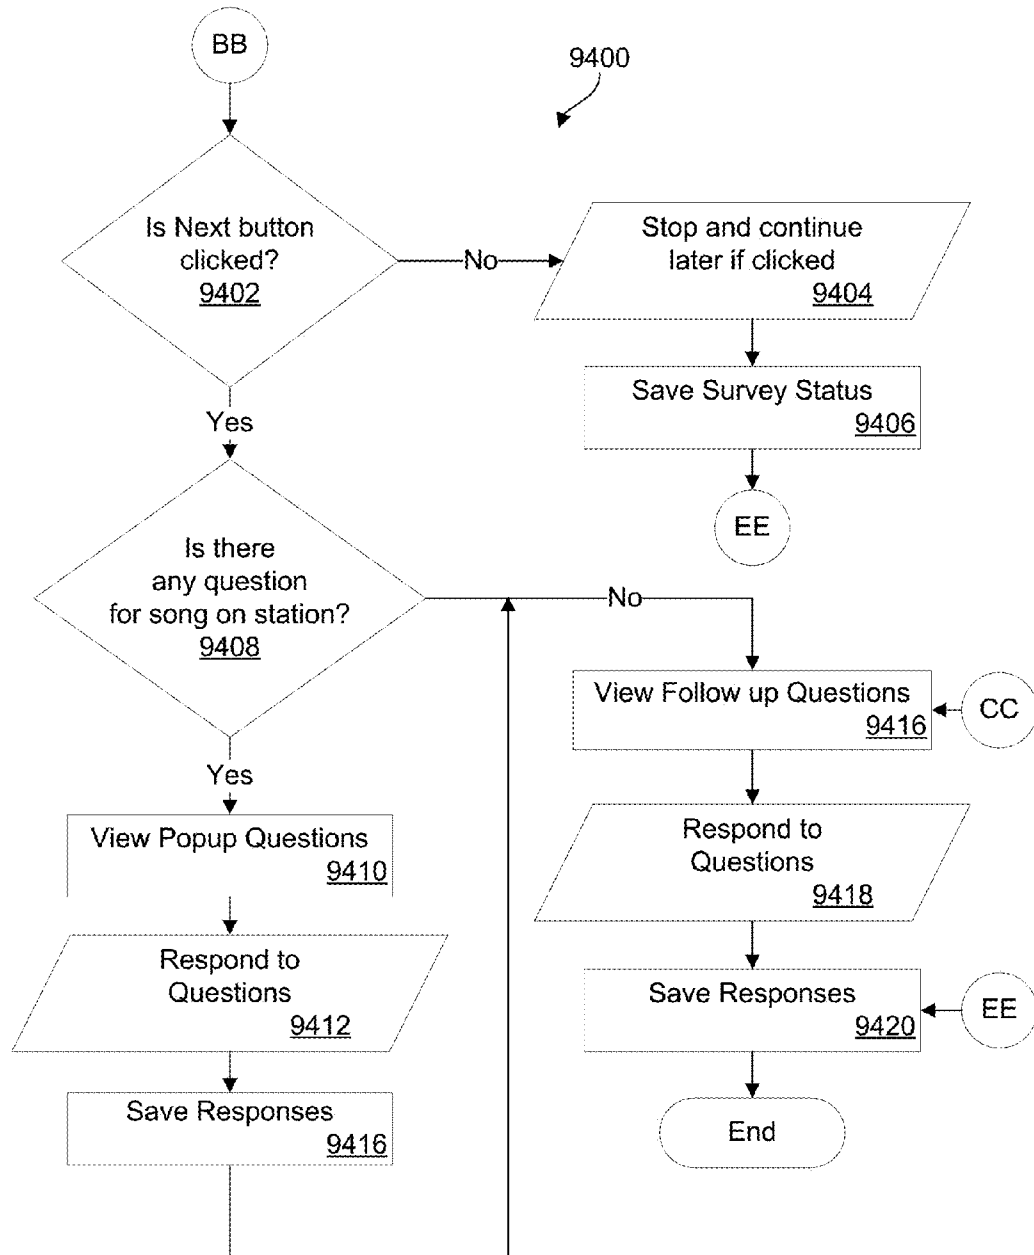 BB
9400
Is Next button
clicked?
9402
No
Stop and continue
later if clicked
9404
Save Survey Status
9406
EE
Yes
Is there
any question
for song on station?
9408
No
View Follow up Questions
9416
CC
Yes
View Popup Questions
9410
Respond to
Questions
9412
Save Responses
9416
Respond to
Questions
9418
Save Responses
9420
EE
End